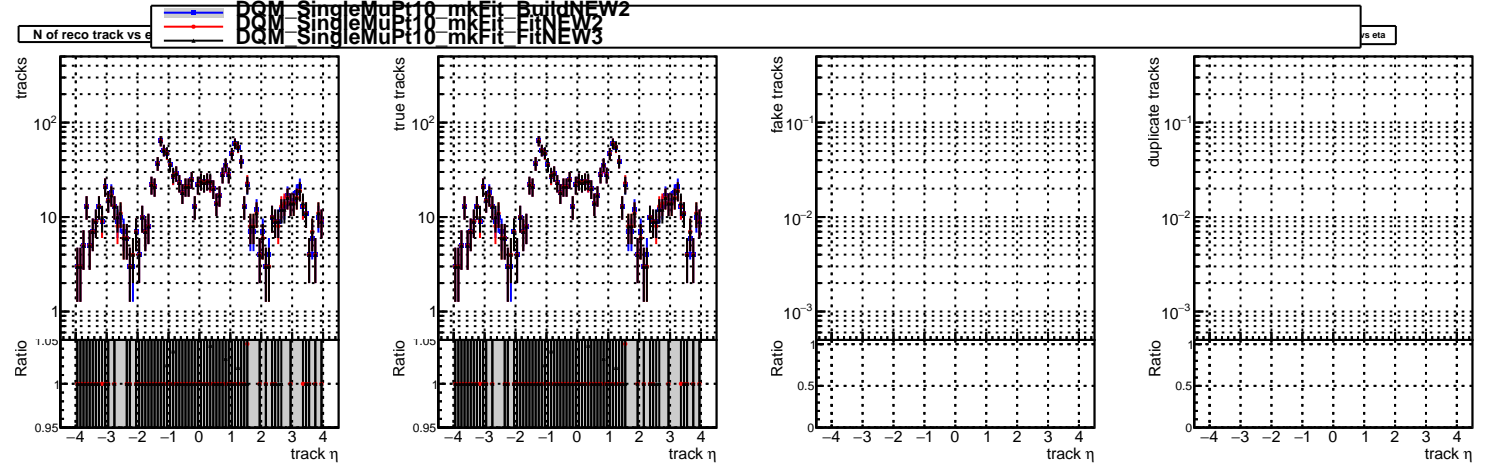 DQM_SingleMuPt10_mkFit_BuildNEW2
DQM_SingleMuPt10_mkFit_FitNEW2
DQM_SingleMuPt10_mkFit_FitNEW3
N of reco track vs e
vs eta
tracks
10²
10
1
Ratio
1.05
1
0.95
−4 −3 −2 −1 0 1 2 3 4
track η
true tracks
10²
10
1
Ratio
1.05
1
0.95
−4 −3 −2 −1 0 1 2 3 4
track η
fake tracks
10⁻¹
10⁻²
10⁻³
Ratio
1
0.5
0
−4 −3 −2 −1 0 1 2 3 4
track η
duplicate tracks
10⁻¹
10⁻²
10⁻³
Ratio
1
0.5
0
−4 −3 −2 −1 0 1 2 3 4
track η